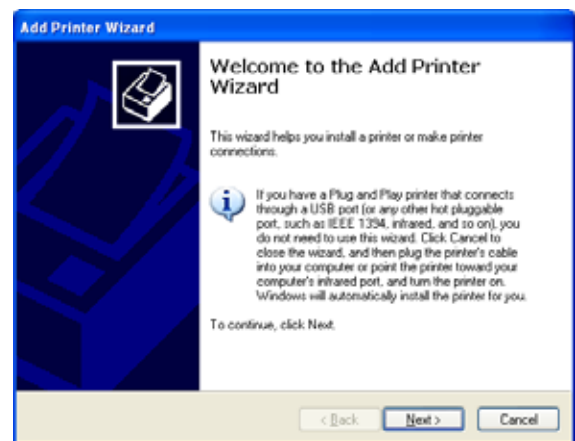 Add Printer Wizard
Welcome to the Add Printer
Wizard
This wizard helps you install a printer or make printer
connections.
If you have a Plug and Play printer that connects
through a USB port (or any other hot pluggable
port, such as IEEE 1394, infrared, and so on), you
do not need to use this wizard. Click Cancel to
close the wizard, and then plug the printer's cable
into your computer or point the printer toward your
computer's infrared port, and turn the printer on.
Windows will automatically install the printer for you.
To continue, click Next.
< Back Next > Cancel